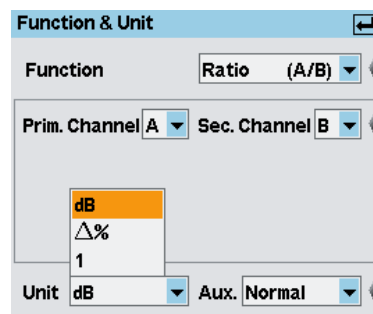 Function & Unit
Function Ratio (A/B)
Prim. Channel A Sec. Channel B
dB
△%
1
Unit dB Aux. Normal